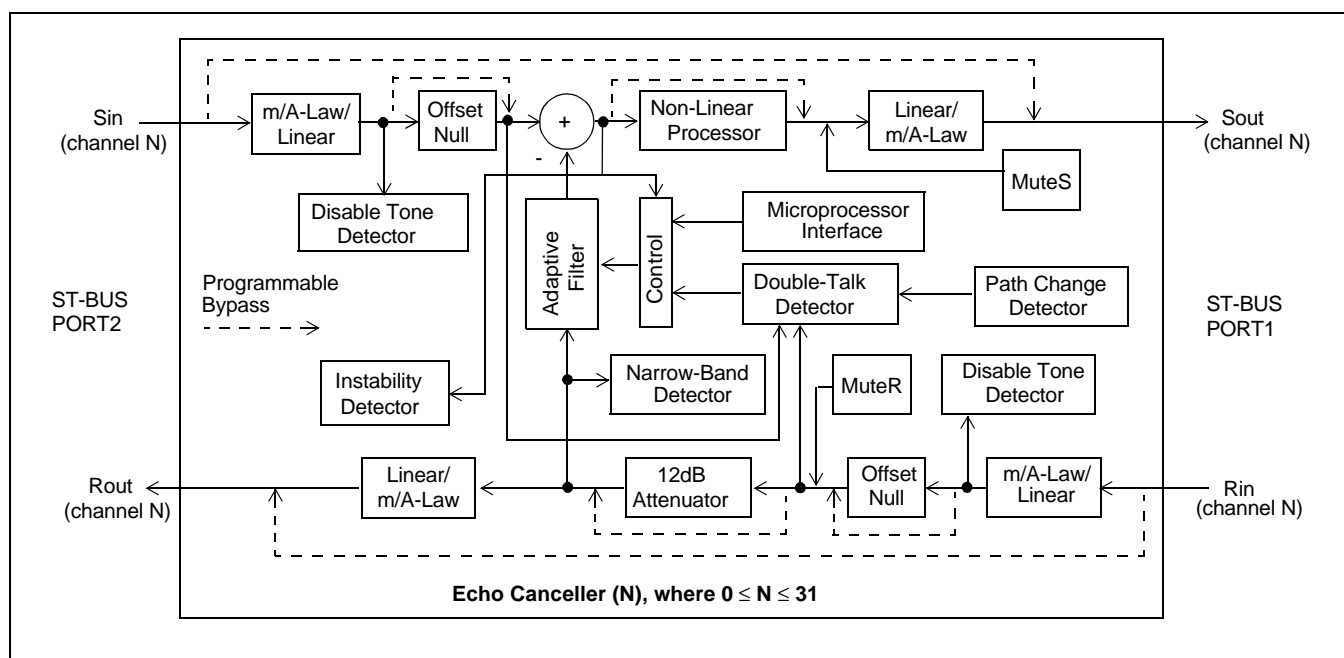 Sin
(channel N)
m/A-Law/
Linear
Offset
Null
+
-
Non-Linear
Processor
Linear/
m/A-Law
Sout
(channel N)
MuteS
Disable Tone
Detector
Adaptive
Filter
Control
Microprocessor
Interface
Programmable
Bypass
ST-BUS
PORT2
Double-Talk
Detector
Path Change
Detector
ST-BUS
PORT1
Instability
Detector
Narrow-Band
Detector
MuteR
Disable Tone
Detector
Rout
(channel N)
Linear/
m/A-Law
12dB
Attenuator
Offset
Null
m/A-Law/
Linear
Rin
(channel N)
Echo Canceller (N), where 0 ≤ N ≤ 31